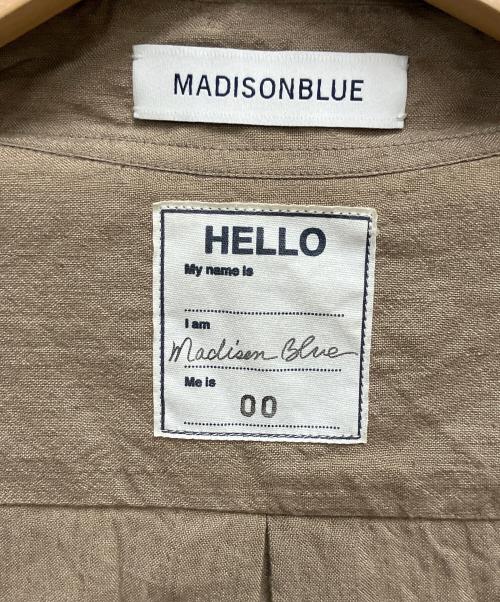 MADISONBLUE
HELLO
My name is
I am
Madison Blue
Me is
00